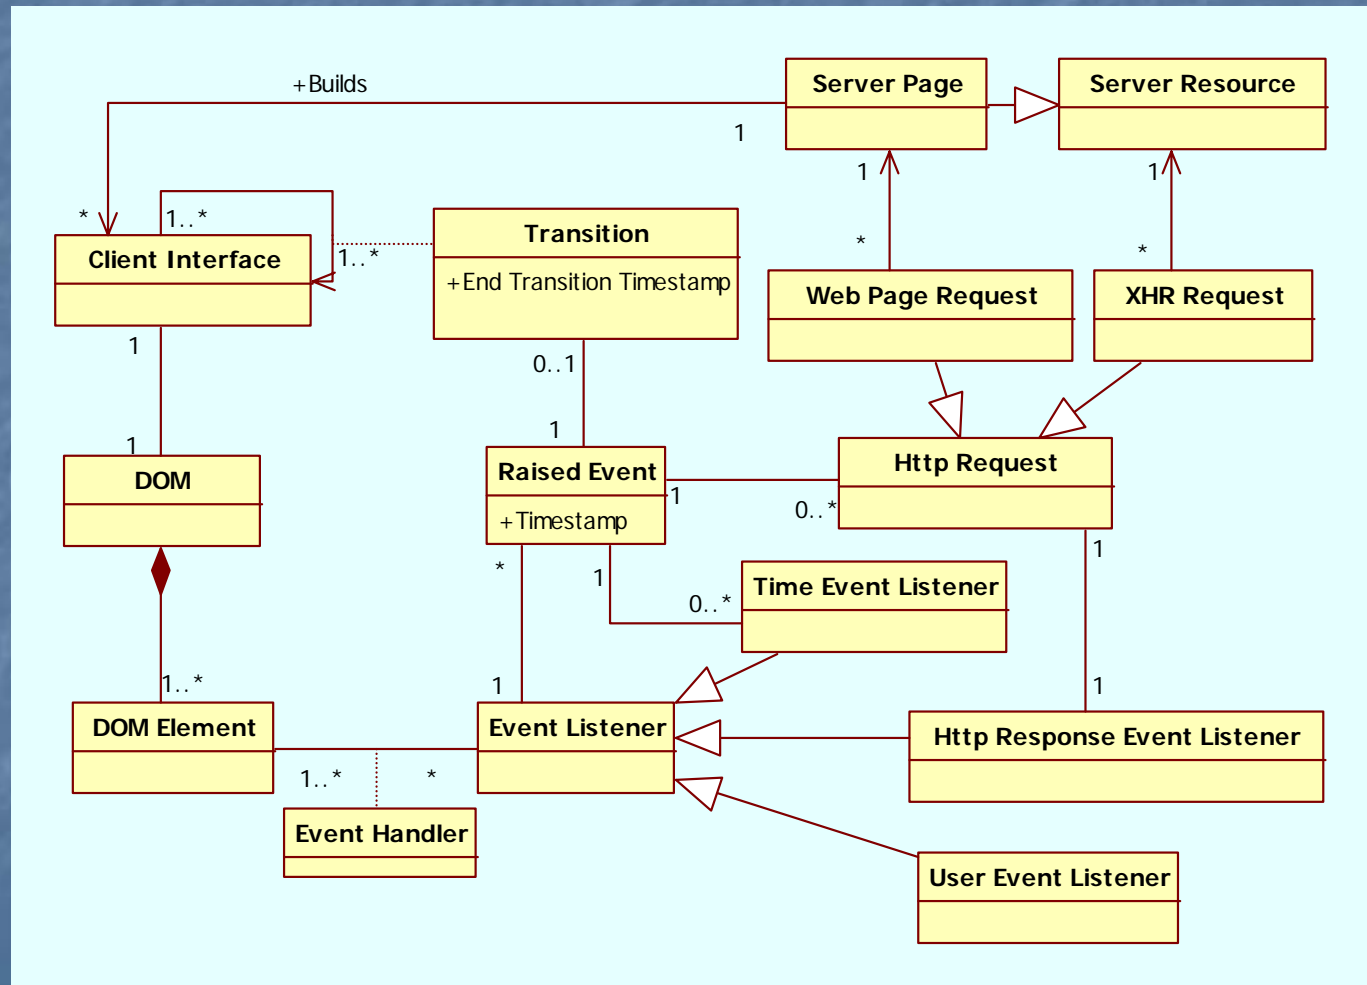 +Builds
Server Page
Server Resource
1
1
1
*
1..*
1..*
Client Interface
Transition
+End Transition Timestamp
*
*
Web Page Request
XHR Request
1
0..1
1
1
DOM
Raised Event
+Timestamp
1
0..*
Http Request
*
1
0..*
Time Event Listener
1
1..*
1
1
DOM Element
Event Listener
Http Response Event Listener
1..*
*
Event Handler
User Event Listener